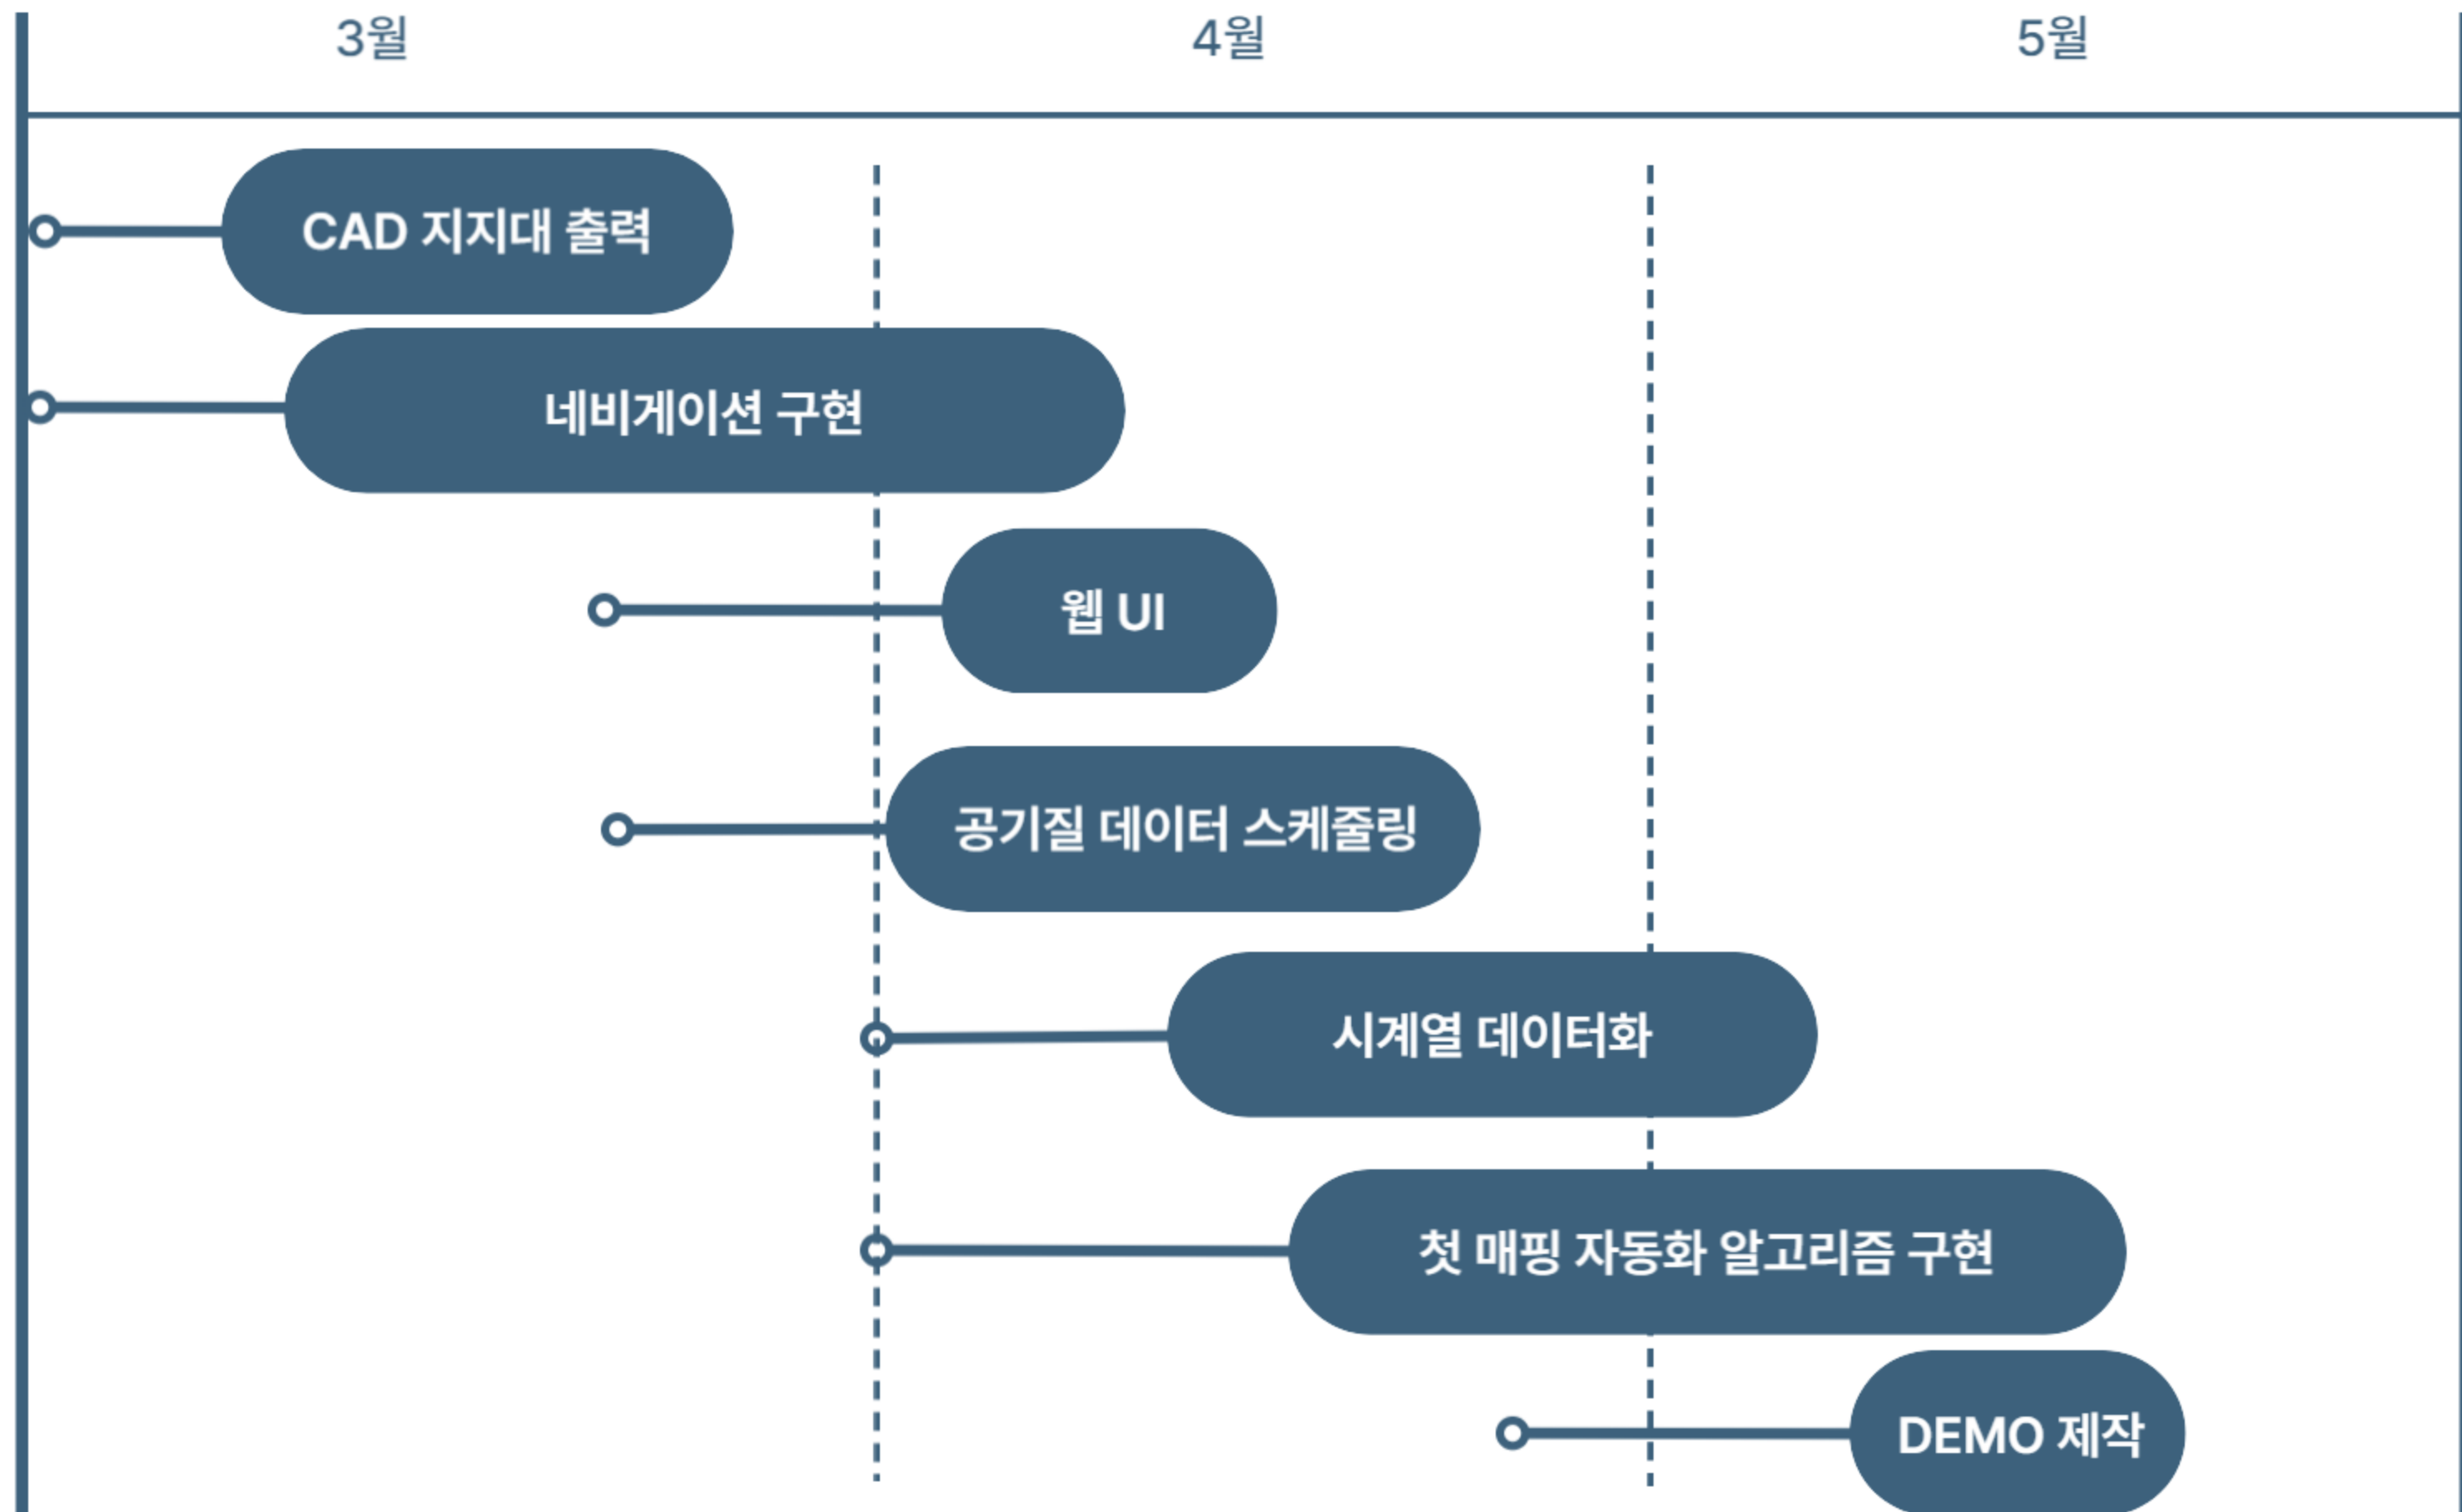 3월
4월
5월
CAD 지지대 출력
네비게이션 구현
웹 UI
공기질 데이터 스케줄링
시계열 데이터화
첫 매핑 자동화 알고리즘 구현
DEMO 제작